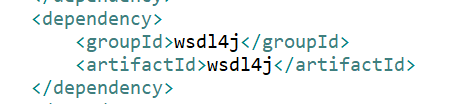 <dependency>
<groupId>wsdl4j</groupId>
<artifactId>wsdl4j</artifactId>
</dependency>